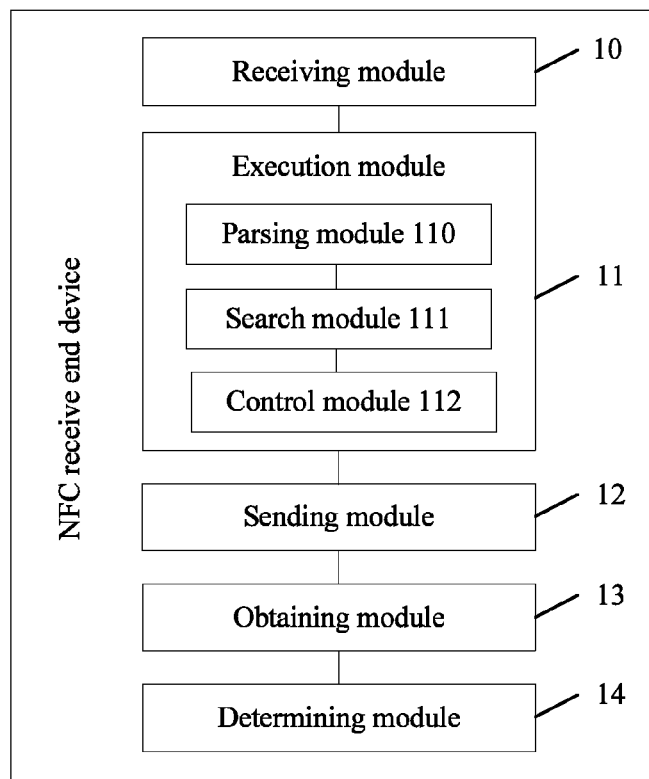 Receiving module
10
Execution module
Parsing module 110
Search module 111
Control module 112
11
NFC receive end device
Sending module
12
Obtaining module
13
Determining module
14